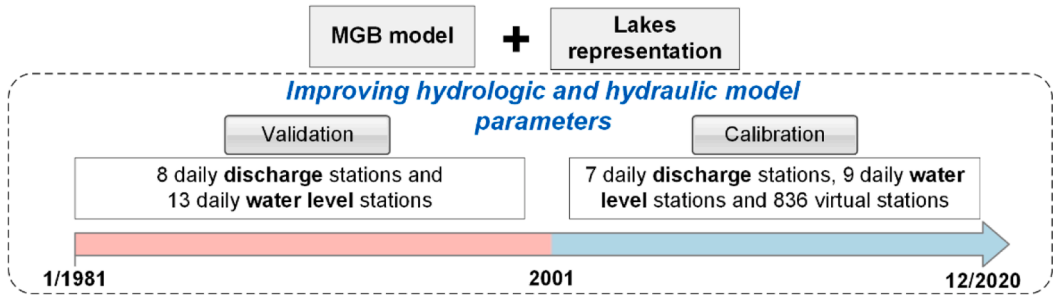 MGB model
+
Lakes
representation
Improving hydrologic and hydraulic model
parameters
Validation
Calibration
8 daily discharge stations and
13 daily water level stations
7 daily discharge stations, 9 daily water
level stations and 836 virtual stations
1/1981
2001
12/2020